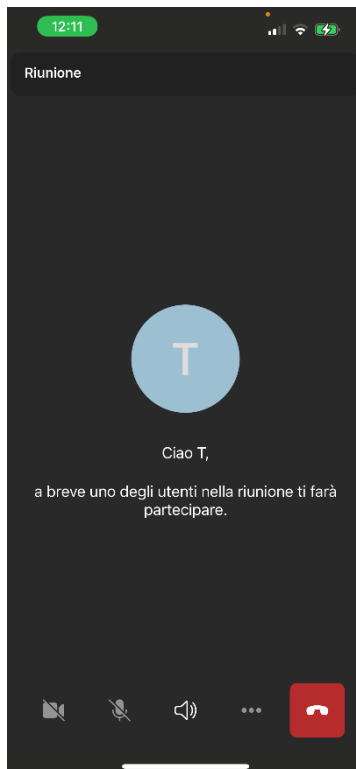 12:11
Riunione
T
Ciao T,
a breve uno degli utenti nella riunione ti farà
partecipare.